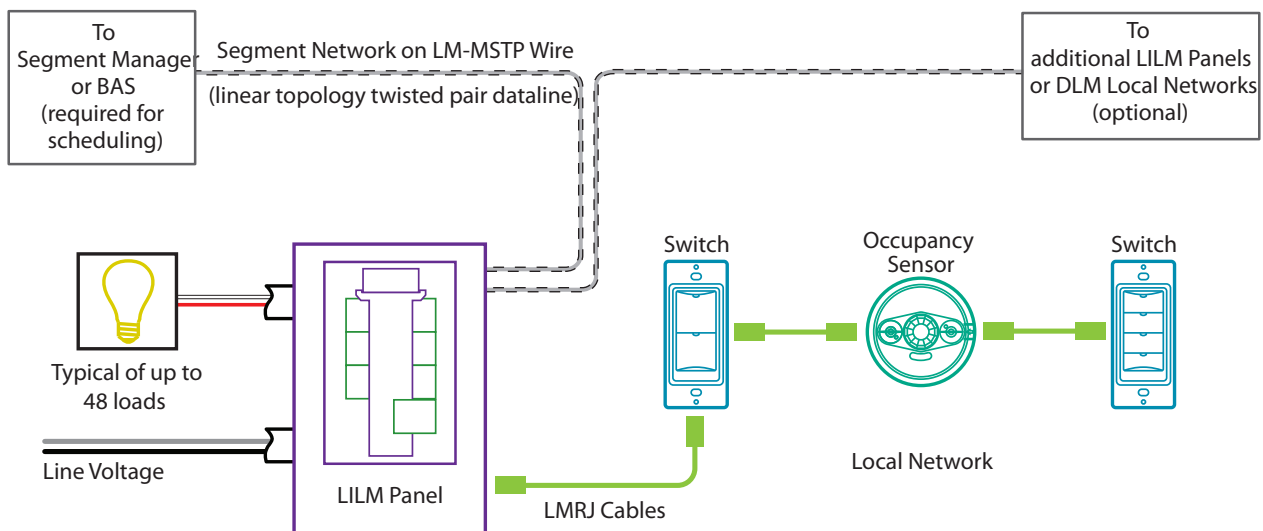 To
Segment Manager
or BAS
(required for
scheduling)
Segment Network on LM-MSTP Wire
(linear topology twisted pair dataline)
To
additional LILM Panels
or DLM Local Networks
(optional)
Switch
Occupancy
Sensor
Switch
Typical of up to
48 loads
Line Voltage
LILM Panel
LMRJ Cables
Local Network